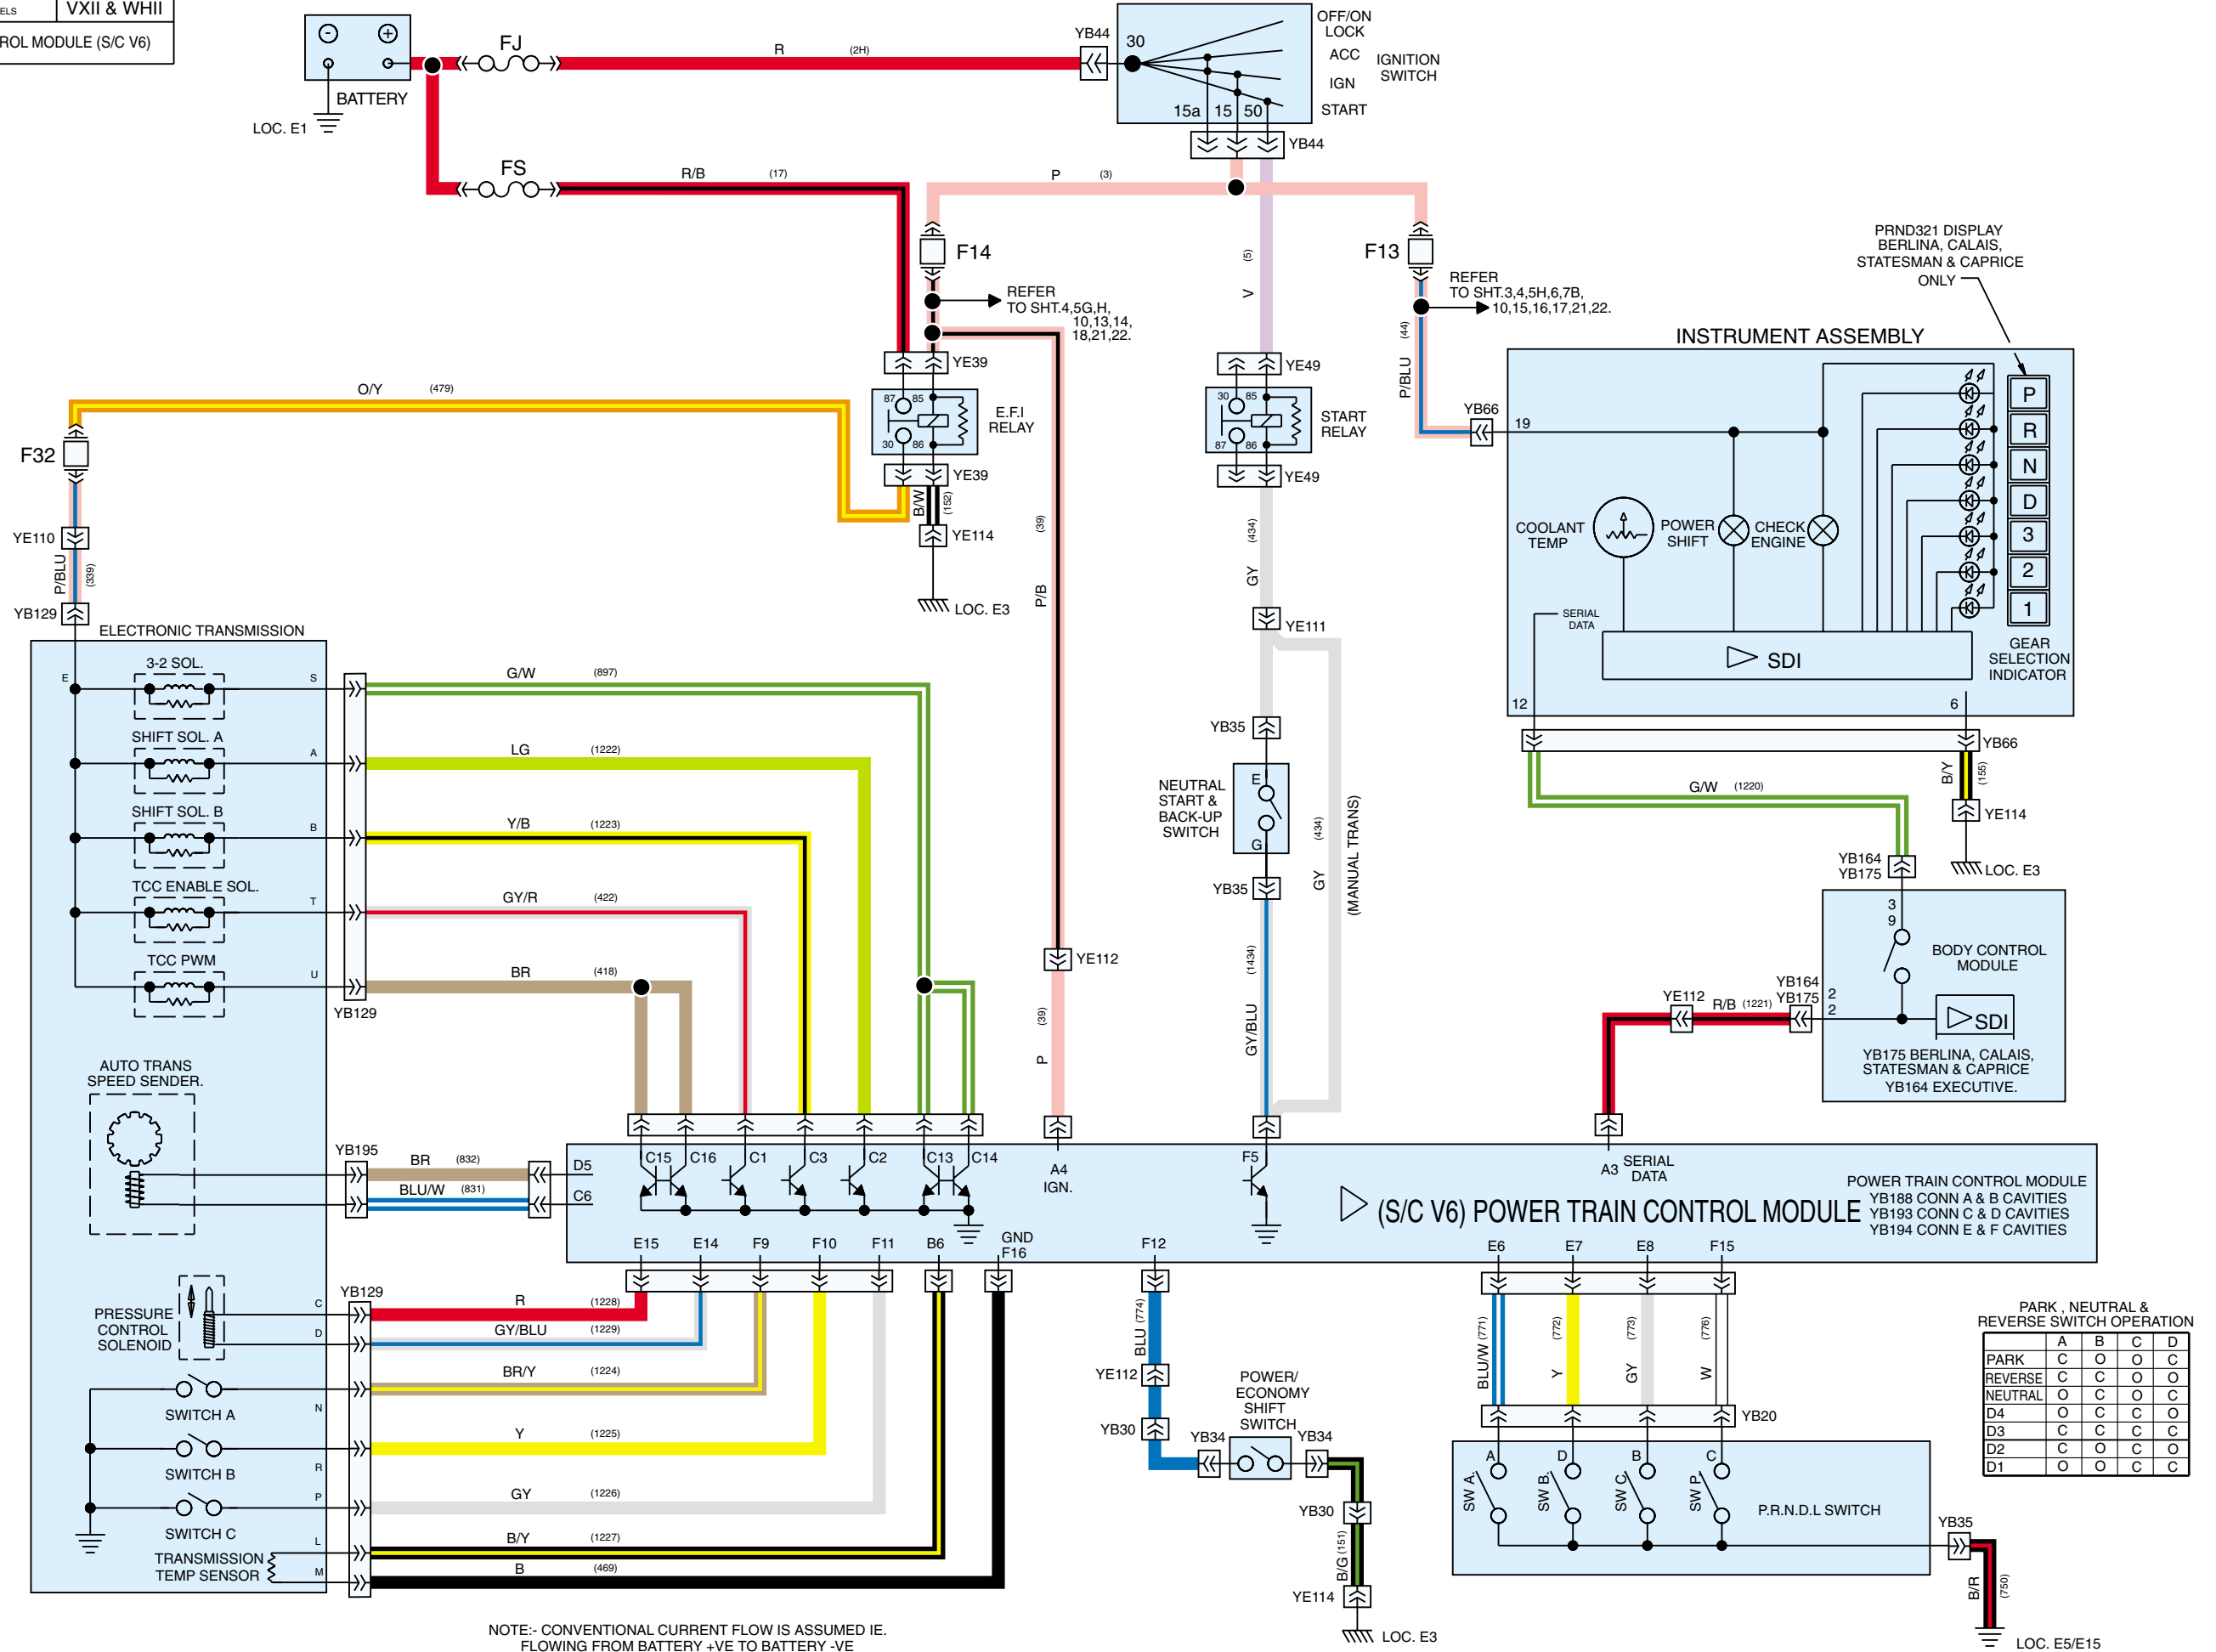 ELS
VXII & WHII
ROL MODULE (S/C V6)
-
+
BATTERY
LOC. E1
FJ
R
(2H)
YB44
30
OFF/ON
LOCK
ACC
IGN
START
IGNITION
SWITCH
15a
15
50
YB44
FS
R/B
(17)
P
(3)
F14
REFER
TO SHT.4,5G,H,
10,13,14,
18,21,22.
(5)
V
F13
REFER
TO SHT.3,4,5H,6,7B,
10,15,16,17,21,22.
(44)
P/BLU
PRND321 DISPLAY
BERLINA, CALAIS,
STATESMAN & CAPRICE
ONLY
INSTRUMENT ASSEMBLY
YE39
87
85
30
86
E.F.I
RELAY
YE39
B/W
(152)
YE114
LOC. E3
YE49
30
85
87
86
START
RELAY
YE49
YB66
19
P
R
N
D
3
2
1
COOLANT
TEMP
POWER
SHIFT
CHECK
ENGINE
SERIAL
DATA
SDI
GEAR
SELECTION
INDICATOR
12
6
YB66
O/Y
(479)
F32
YE110
P/BLU
(339)
YB129
(39)
P/B
(434)
GY
YE111
YB35
NEUTRAL
START &
BACK-UP
SWITCH
E
G
YB35
(434)
GY
(MANUAL TRANS)
(1434)
GY/BLU
YE112
(39)
P
G/W
(1220)
B/Y
(155)
YE114
LOC. E3
YB164
YB175
3
9
BODY CONTROL
MODULE
YB164
YB175
2
2
SDI
YE112
R/B
(1221)
YB175 BERLINA, CALAIS,
STATESMAN & CAPRICE
YB164 EXECUTIVE.
ELECTRONIC TRANSMISSION
E
3-2 SOL.
S
G/W
(897)
SHIFT SOL. A
A
LG
(1222)
SHIFT SOL. B
B
Y/B
(1223)
TCC ENABLE SOL.
T
GY/R
(422)
TCC PWM
U
BR
(418)
YB129
AUTO TRANS
SPEED SENDER.
YB195
BR
(832)
D5
BLU/W
(831)
C6
C15
C16
C1
C3
C2
C13
C14
A4
IGN.
F5
A3
SERIAL
DATA
(S/C V6) POWER TRAIN CONTROL MODULE
POWER TRAIN CONTROL MODULE
YB188 CONN A & B CAVITIES
YB193 CONN C & D CAVITIES
YB194 CONN E & F CAVITIES
E15
E14
F9
F10
F11
B6
GND
F16
F12
E6
E7
E8
F15
PRESSURE
CONTROL
SOLENOID
YB129
C
R
(1228)
D
GY/BLU
(1229)
BR/Y
(1224)
SWITCH A
N
Y
(1225)
SWITCH B
R
P
GY
(1226)
SWITCH C
L
B/Y
(1227)
TRANSMISSION
TEMP SENSOR
M
B
(469)
BLU
(774)
YE112
YB30
POWER/
ECONOMY
SHIFT
SWITCH
YB34
YB34
YB30
B/G
(151)
YE114
LOC. E3
BLU/W
(771)
Y
(772)
GY
(773)
W
(776)
YB20
A
D
B
C
SW A.
SW B.
SW C.
SW P.
P.R.N.D.L SWITCH
YB35
B/R
(750)
LOC. E5/E15
PARK , NEUTRAL &
REVERSE SWITCH OPERATION
A B C D
PARK C O O C
REVERSE C C O O
NEUTRAL O C O C
D4 O C C O
D3 C C C C
D2 C O C O
D1 O O C C
NOTE:- CONVENTIONAL CURRENT FLOW IS ASSUMED IE.
FLOWING FROM BATTERY +VE TO BATTERY -VE